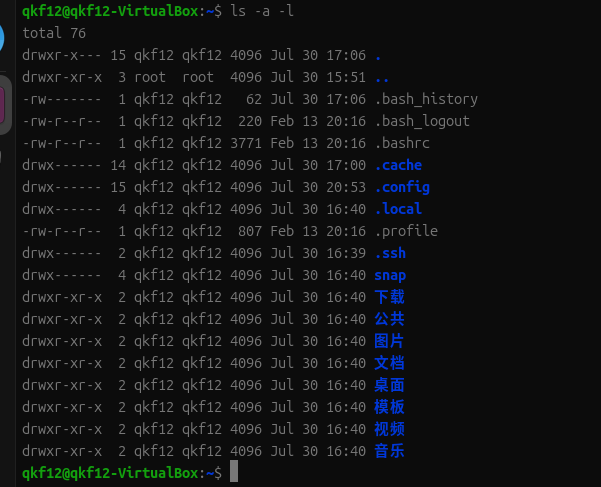 qkf12@qkf12-VirtualBox:~$ ls -a -l
total 76
drwxr-x--- 15 qkf12 qkf12 4096 Jul 30 17:06 .
drwxr-xr-x  3 root  root  4096 Jul 30 15:51 ..
-rw-------  1 qkf12 qkf12   62 Jul 30 17:06 .bash_history
-rw-r--r--  1 qkf12 qkf12  220 Feb 13 20:16 .bash_logout
-rw-r--r--  1 qkf12 qkf12 3771 Feb 13 20:16 .bashrc
drwx------ 14 qkf12 qkf12 4096 Jul 30 17:00 .cache
drwx------ 15 qkf12 qkf12 4096 Jul 30 20:53 .config
drwx------  4 qkf12 qkf12 4096 Jul 30 16:40 .local
-rw-r--r--  1 qkf12 qkf12  807 Feb 13 20:16 .profile
drwx------  2 qkf12 qkf12 4096 Jul 30 16:39 .ssh
drwx------  4 qkf12 qkf12 4096 Jul 30 16:40 snap
drwxr-xr-x  2 qkf12 qkf12 4096 Jul 30 16:40 下载
drwxr-xr-x  2 qkf12 qkf12 4096 Jul 30 16:40 公共
drwxr-xr-x  2 qkf12 qkf12 4096 Jul 30 16:40 图片
drwxr-xr-x  2 qkf12 qkf12 4096 Jul 30 16:40 文档
drwxr-xr-x  2 qkf12 qkf12 4096 Jul 30 16:40 桌面
drwxr-xr-x  2 qkf12 qkf12 4096 Jul 30 16:40 模板
drwxr-xr-x  2 qkf12 qkf12 4096 Jul 30 16:40 视频
drwxr-xr-x  2 qkf12 qkf12 4096 Jul 30 16:40 音乐
qkf12@qkf12-VirtualBox:~$